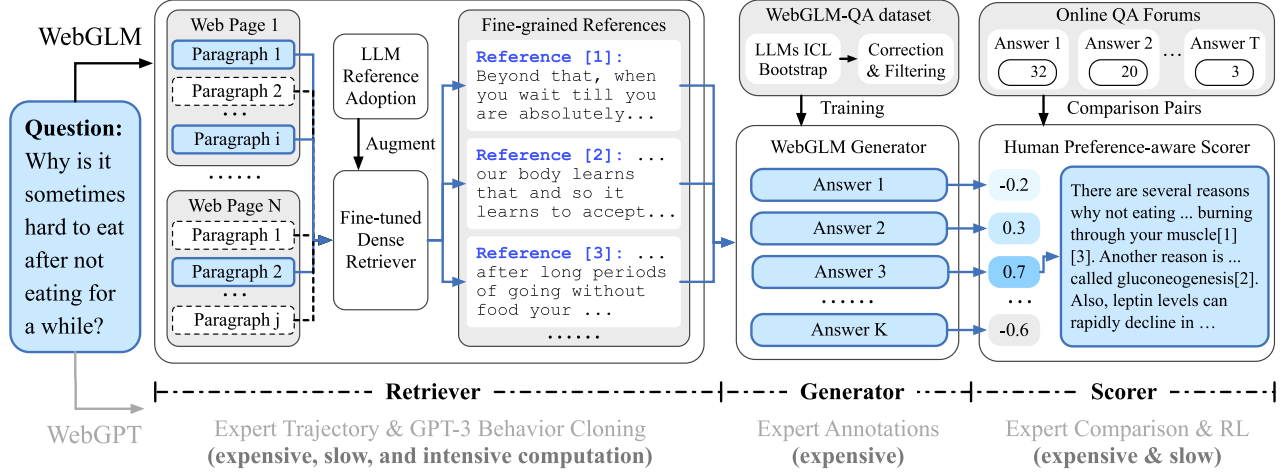 WebGLM
Question:
Why is it
sometimes
hard to eat
after not
eating for
a while?
WebGPT
Web Page 1
Paragraph 1
Paragraph 2
...
Paragraph i
......
Web Page N
Paragraph 1
Paragraph 2
...
Paragraph j
LLM
Reference
Adoption
Augment
Fine-tuned
Dense
Retriever
Fine-grained References
Reference [1]:
Beyond that, when
you wait till you
are absolutely...
Reference [2]: ...
our body learns
that and so it
learns to accept...
Reference [3]: ...
after long periods
of going without
food your ...
......
WebGLM-QA dataset
LLMs ICL
Bootstrap
Correction
& Filtering
Training
WebGLM Generator
Answer 1
Answer 2
Answer 3
......
Answer K
Online QA Forums
Answer 1
32
Answer 2
20
...
Answer T
3
Comparison Pairs
Human Preference-aware Scorer
-0.2
0.3
0.7
...
-0.6
There are several reasons
why not eating ... burning
through your muscle[1]
[3]. Another reason is ...
called gluconeogenesis[2].
Also, leptin levels can
rapidly decline in ...
Retriever
Expert Trajectory & GPT-3 Behavior Cloning
(expensive, slow, and intensive computation)
Generator
Expert Annotations
(expensive)
Scorer
Expert Comparison & RL
(expensive & slow)